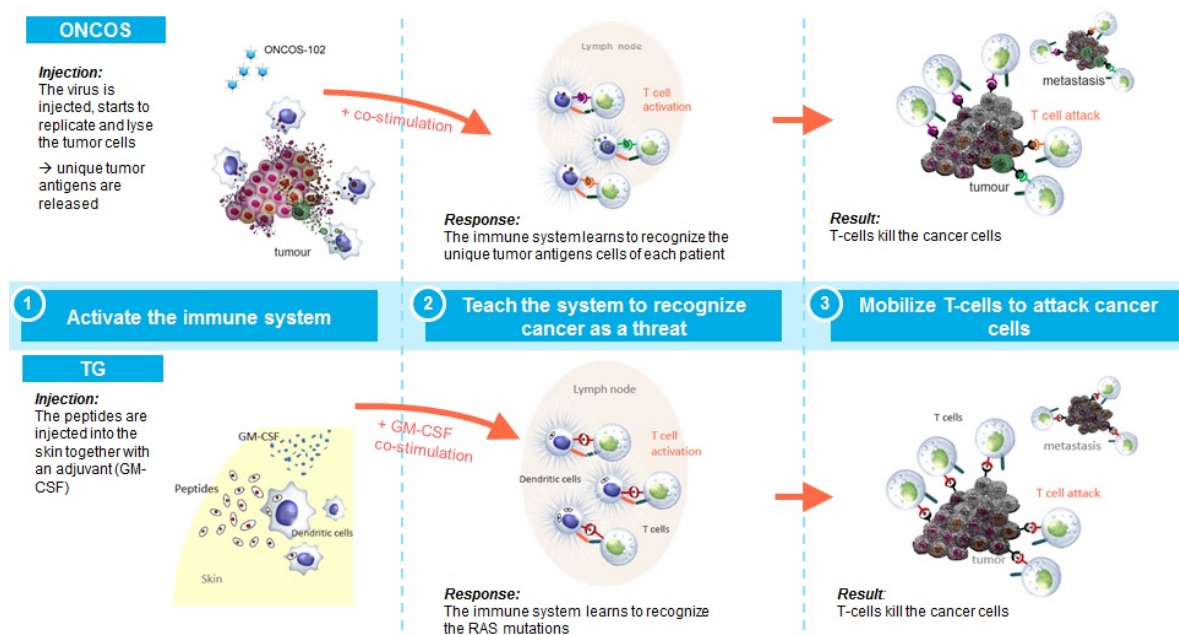 ONCOS
Injection:
The virus is
injected, starts to
replicate and lyse
the tumor cells
→ unique tumor
antigens are
released
ONCOS-102
tumour
+ co-stimulation
Lymph node
T cell
activation
Response:
The immune system learns to recognize the
unique tumor antigens cells of each patient
metastasis
T cell attack
tumour
Result:
T-cells kill the cancer cells
1
Activate the immune system
2
Teach the system to recognize
cancer as a threat
3
Mobilize T-cells to attack cancer
cells
TG
Injection:
The peptides are
injected into the
skin together with
an adjuvant (GM-
CSF)
GM-CSF
Peptides
Dendritic cells
Skin
+ GM-CSF
co-stimulation
Lymph node
T cell
activation
Dendritic cells
T cells
Response:
The immune system learns to recognize
the RAS mutations
T cells
metastasis
T cell attack
tumor
Result:
T-cells kill the cancer cells